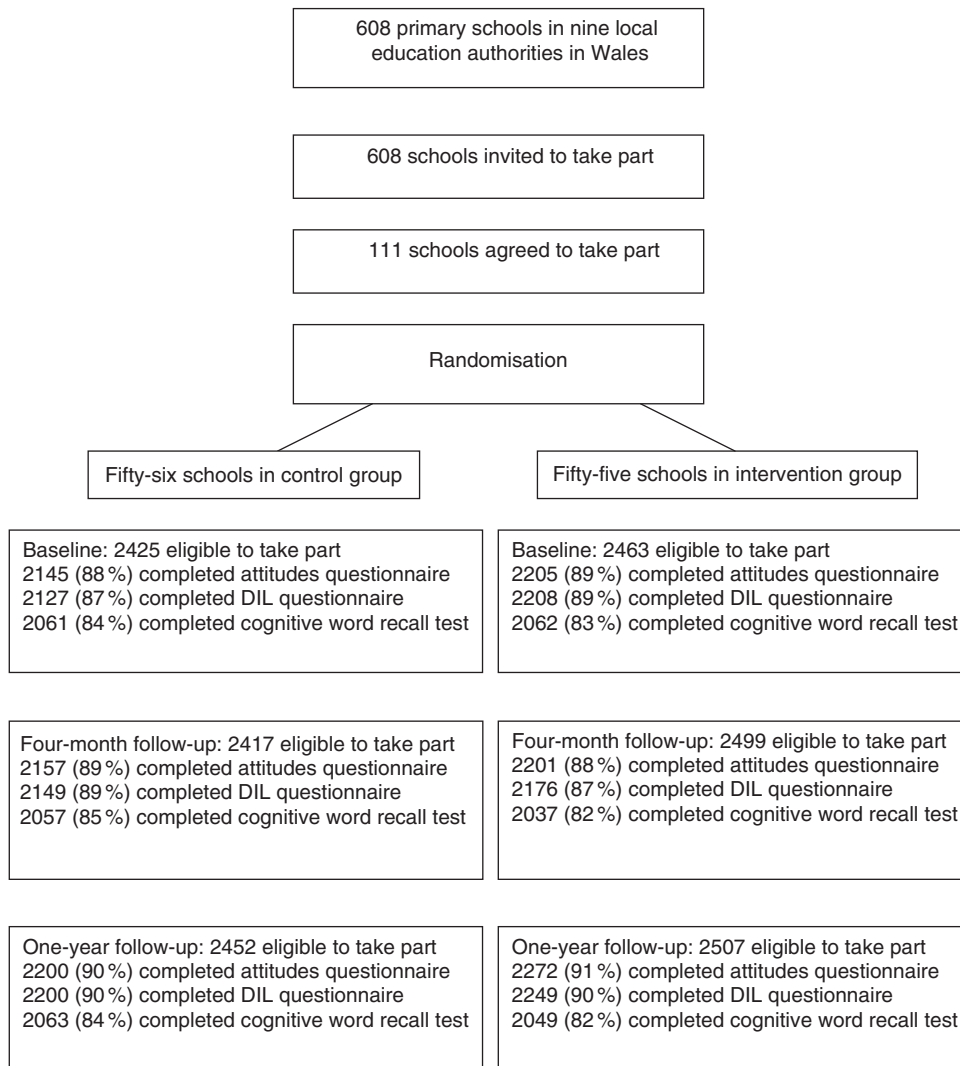 608 primary schools in nine local
education authorities in Wales
608 schools invited to take part
111 schools agreed to take part
Randomisation
Fifty-six schools in control group
Fifty-five schools in intervention group
Baseline: 2425 eligible to take part
2145 (88 %) completed attitudes questionnaire
2127 (87 %) completed DIL questionnaire
2061 (84 %) completed cognitive word recall test
Baseline: 2463 eligible to take part
2205 (89 %) completed attitudes questionnaire
2208 (89 %) completed DIL questionnaire
2062 (83 %) completed cognitive word recall test
Four-month follow-up: 2417 eligible to take part
2157 (89 %) completed attitudes questionnaire
2149 (89 %) completed DIL questionnaire
2057 (85 %) completed cognitive word recall test
Four-month follow-up: 2499 eligible to take part
2201 (88 %) completed attitudes questionnaire
2176 (87 %) completed DIL questionnaire
2037 (82 %) completed cognitive word recall test
One-year follow-up: 2452 eligible to take part
2200 (90 %) completed attitudes questionnaire
2200 (90 %) completed DIL questionnaire
2063 (84 %) completed cognitive word recall test
One-year follow-up: 2507 eligible to take part
2272 (91 %) completed attitudes questionnaire
2249 (90 %) completed DIL questionnaire
2049 (82 %) completed cognitive word recall test